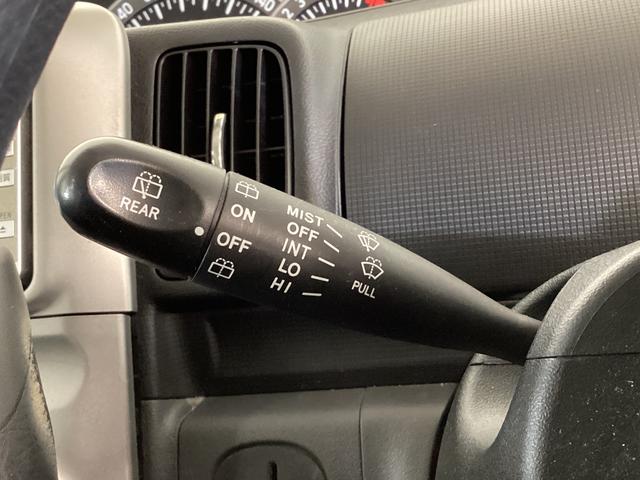 REAR
ON
OFF
MIST
OFF
INT
LO
HI
PULL